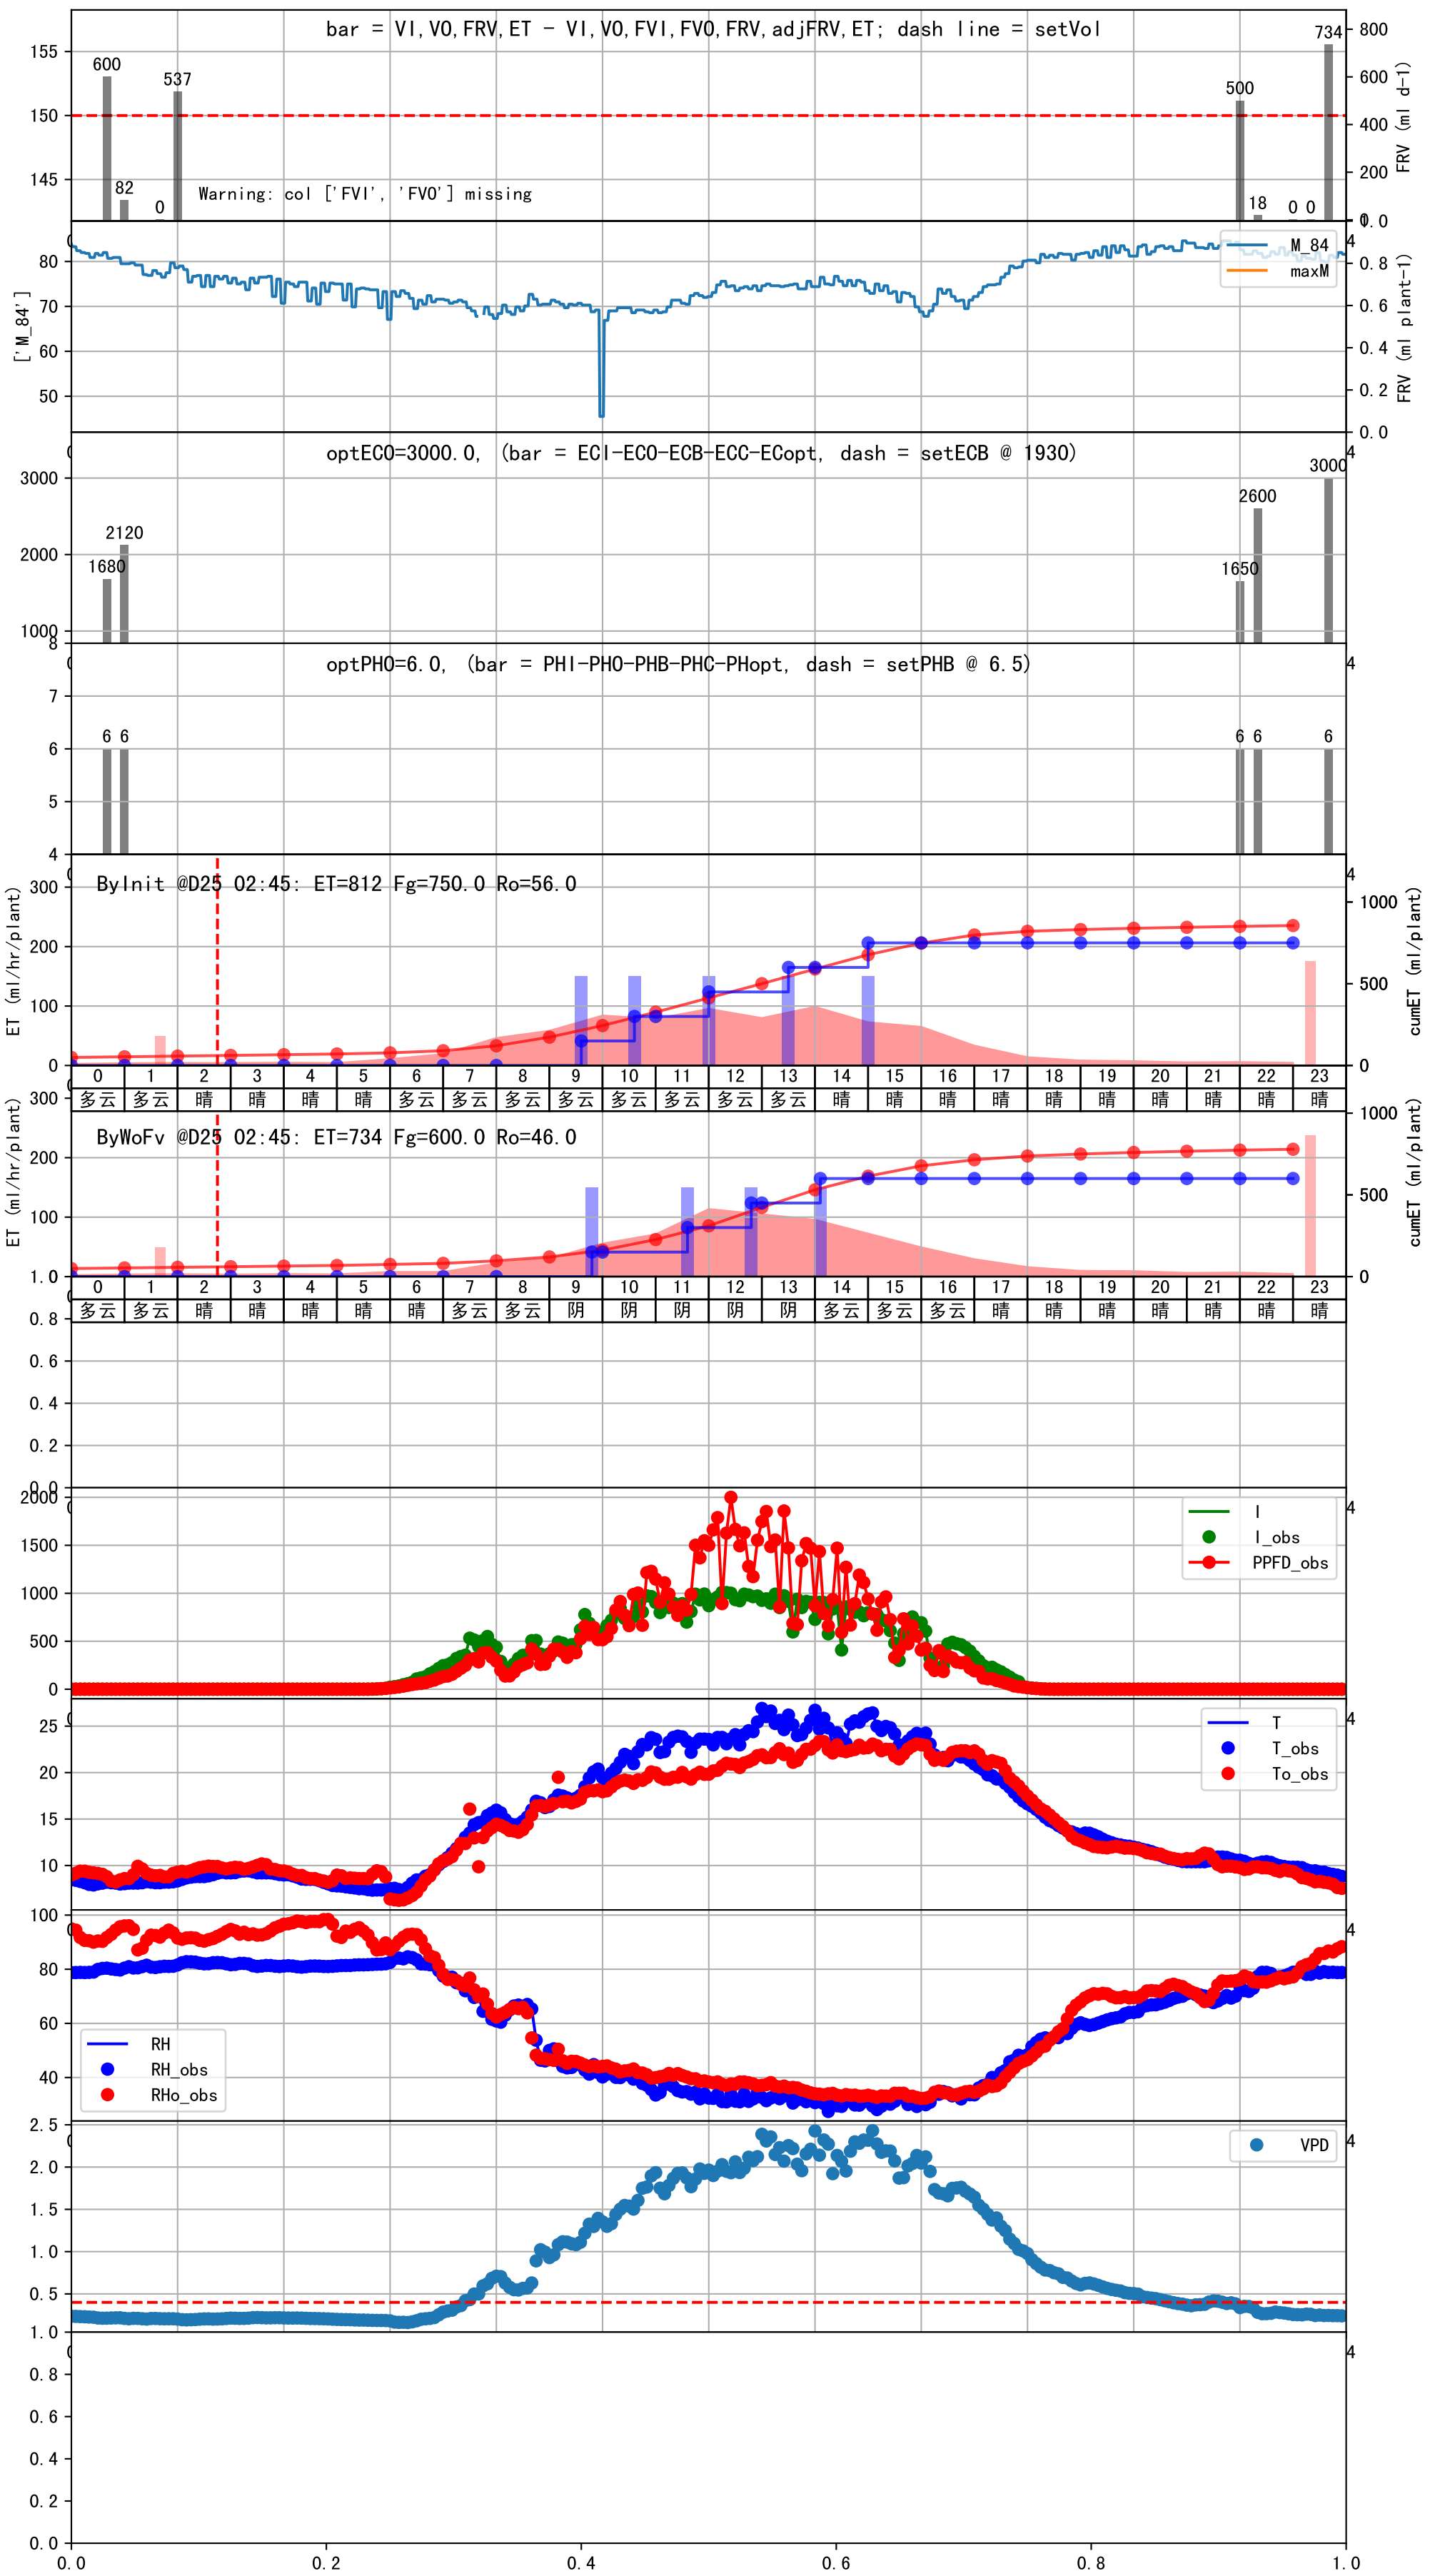 bar = VI,VO,FRV,ET - VI,VO,FVI,FVO,FRV,adjFRV,ET; dash line = setVol
155
150
145
600
82
0
537
500
18
0 0
734
Warning: col ['FVI', 'FVO'] missing
800
600
400
200
0
FRV (ml d-1)
['M_84']
80
70
60
50
M_84
maxM
1.0
0.8
0.6
0.4
0.2
0.0
FRV (ml plant-1)
optECO=3000.0, (bar = ECI-ECO-ECB-ECC-ECopt, dash = setECB @ 1930)
3000
2000
1000
1680
2120
1650
2600
3000
optPHO=6.0, (bar = PHI-PHO-PHB-PHC-PHopt, dash = setPHB @ 6.5)
8
7
6
5
4
6 6
6 6
6
ByInit @D25 02:45: ET=812 Fg=750.0 Ro=56.0
ET (ml/hr/plant)
300
200
100
0
1000
500
0
cumET (ml/plant)
0 1 2 3 4 5 6 7 8 9 10 11 12 13 14 15 16 17 18 19 20 21 22 23
多云 多云 晴 晴 晴 晴 多云 多云 多云 多云 多云 多云 多云 多云 晴 晴 晴 晴 晴 晴 晴 晴 晴 晴
ByWoFv @D25 02:45: ET=734 Fg=600.0 Ro=46.0
ET (ml/hr/plant)
300
200
100
1000
500
0
cumET (ml/plant)
0 1 2 3 4 5 6 7 8 9 10 11 12 13 14 15 16 17 18 19 20 21 22 23
多云 多云 晴 晴 晴 晴 晴 多云 多云 阴 阴 阴 阴 阴 多云 多云 多云 晴 晴 晴 晴 晴 晴 晴
1.0
0.8
0.6
0.4
0.2
0.0
2000
1500
1000
500
0
I
I_obs
PPFD_obs
25
20
15
10
T
T_obs
To_obs
100
80
60
40
RH
RH_obs
RHo_obs
2.5
2.0
1.5
1.0
0.5
VPD
1.0
0.8
0.6
0.4
0.2
0.0
0.0 0.2 0.4 0.6 0.8 1.0